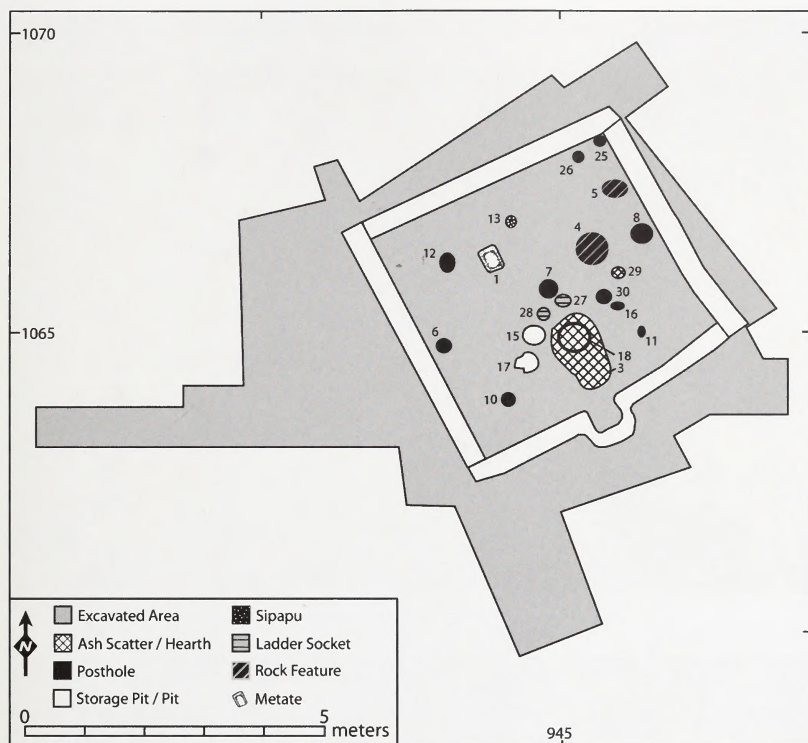 1070
25
26
5
13
4
8
12
1
29
7
27
30
28
16
1065
15
11
6
18
17
3
10
Excavated Area
Sipapu
N
Ash Scatter / Hearth
Ladder Socket
Posthole
Rock Feature
Storage Pit / Pit
Metate
0
5
meters
945